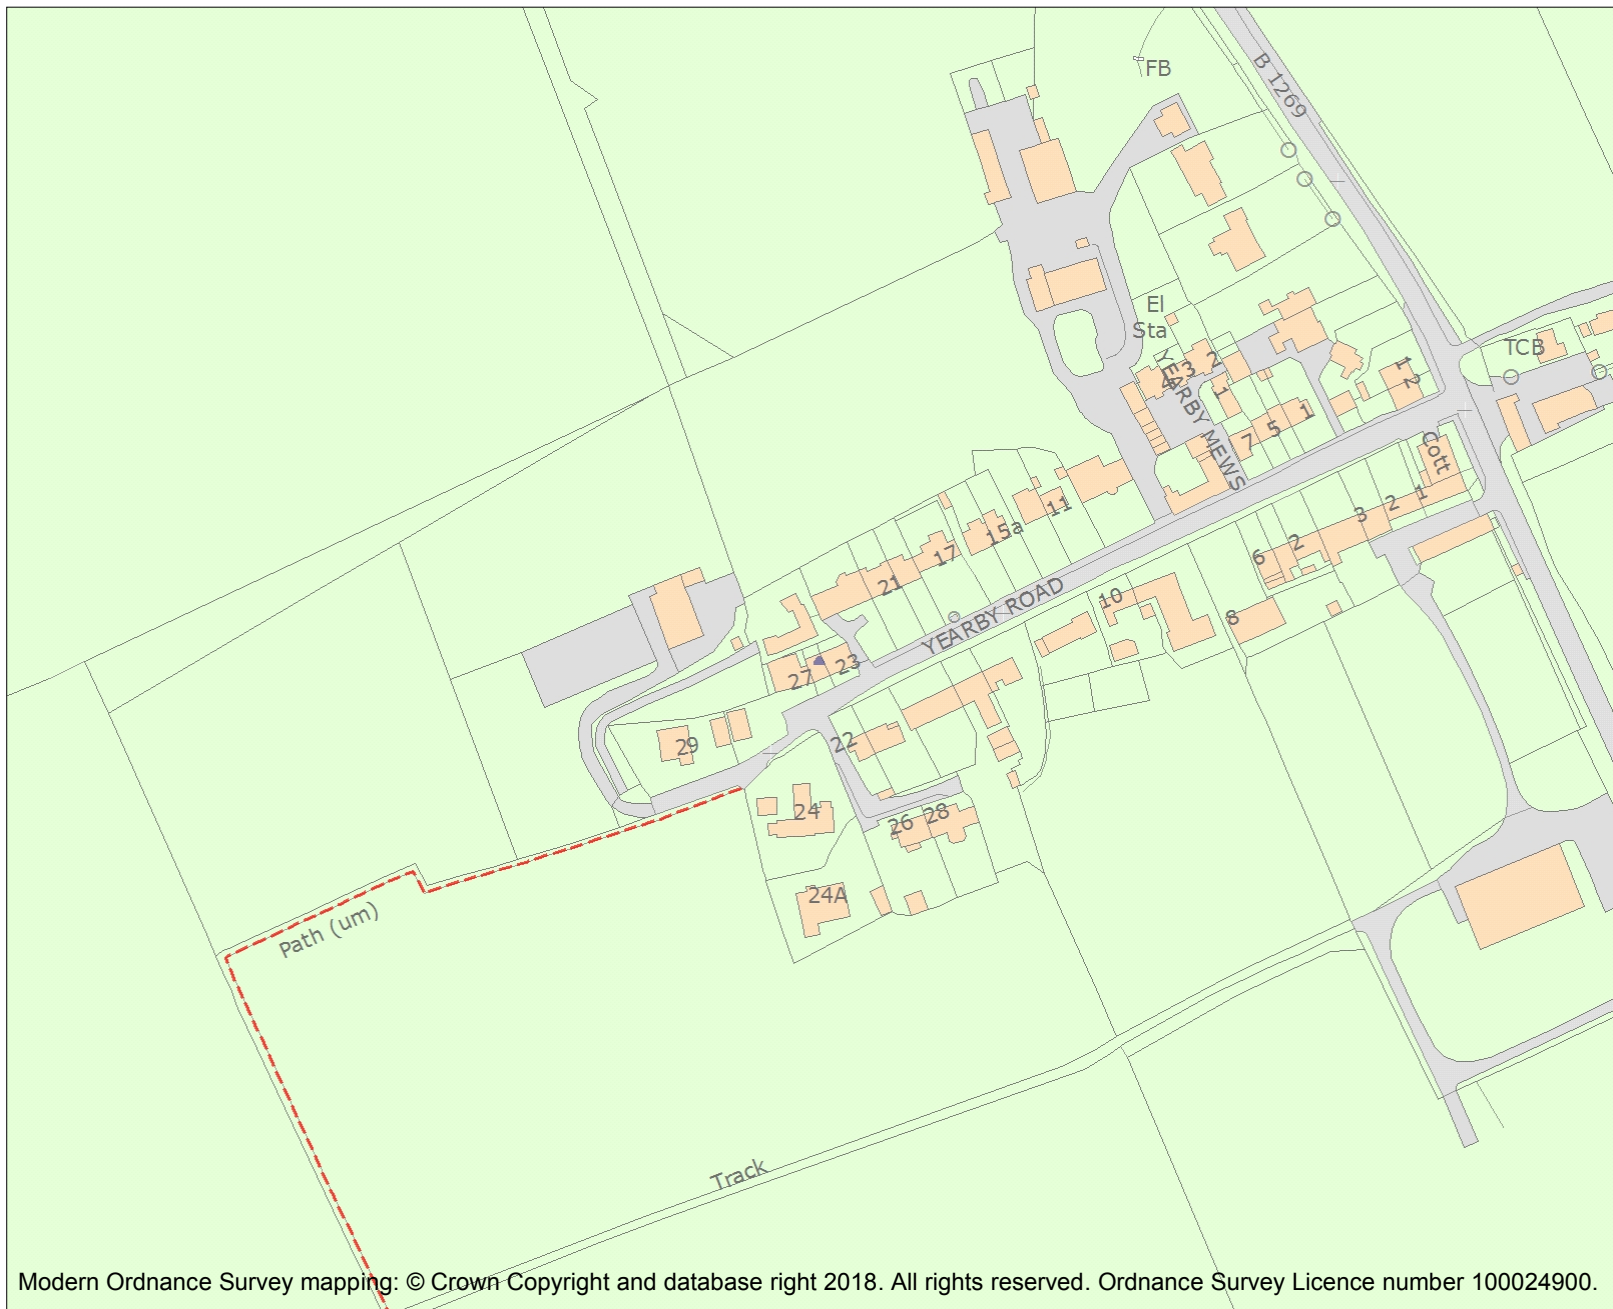 FB
B 1269
El
Sta
TCB
YEARBY MEWS
4
3
2
1
1
2
7
5
1
Cott
11
15a
17
21
3
2
1
6
2
8
10
YEARBY ROAD
23
27
29
22
24
26
28
24A
Path (um)
Track
Modern Ordnance Survey mapping: © Crown Copyright and database right 2018. All rights reserved. Ordnance Survey Licence number 100024900.